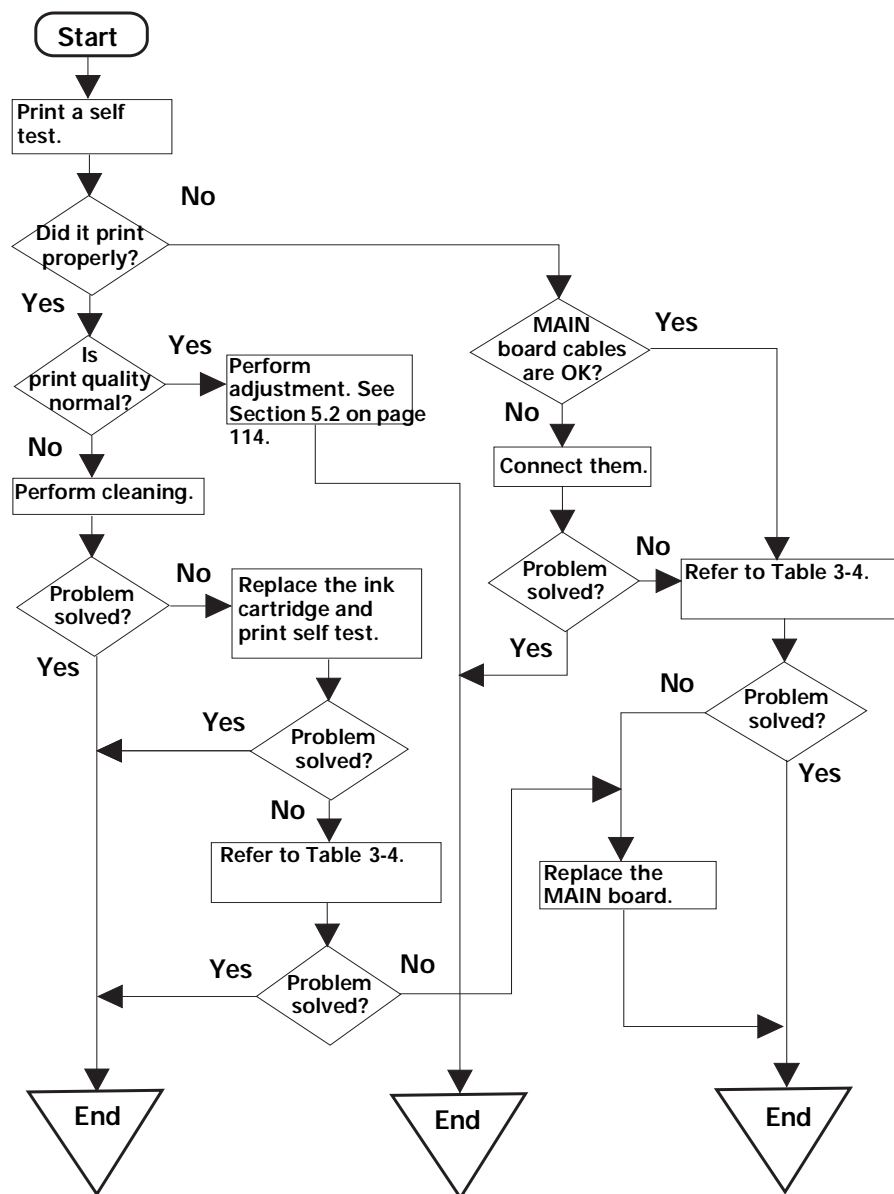 Start
Print a self
test.
No
Did it print
properly?
Yes
MAIN
board cables
are OK?
Yes
Is
print quality
normal?
Yes
Perform
adjustment. See
Section 5.2 on page
114.
No
No
Connect them.
Perform cleaning.
No
Problem
solved?
Refer to Table 3-4.
Problem
solved?
No
Replace the ink
cartridge and
print self test.
Yes
Yes
No
Problem
solved?
Yes
Problem
solved?
Yes
No
Refer to Table 3-4.
Replace the
MAIN board.
Yes
Problem
solved?
No
End
End
End